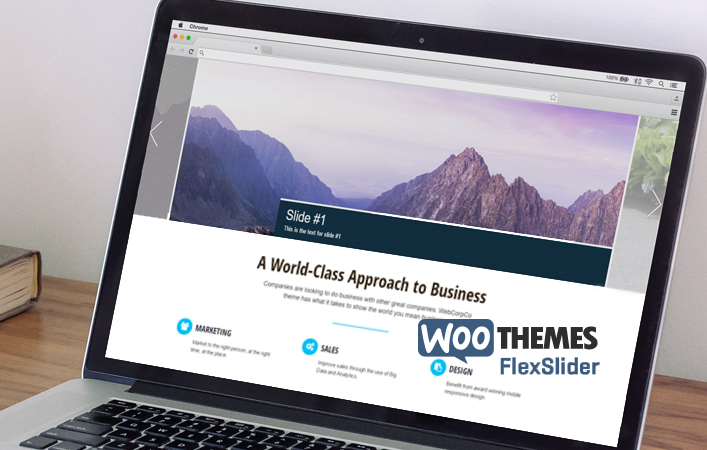 Chrome
100%
Slide #1
This is the text for slide #1
A World-Class Approach to Business
Companies are looking to do business with other great companies. WebCorpCo
theme has what it takes to show the world you mean
MARKETING
Market to the right person, at the right
time, at the place
SALES
Improve sales through the use of Big
Data and Analytics
DESIGN
Benefit from award winning mobile
responsive design.
WOOTHEMES
FlexSlider